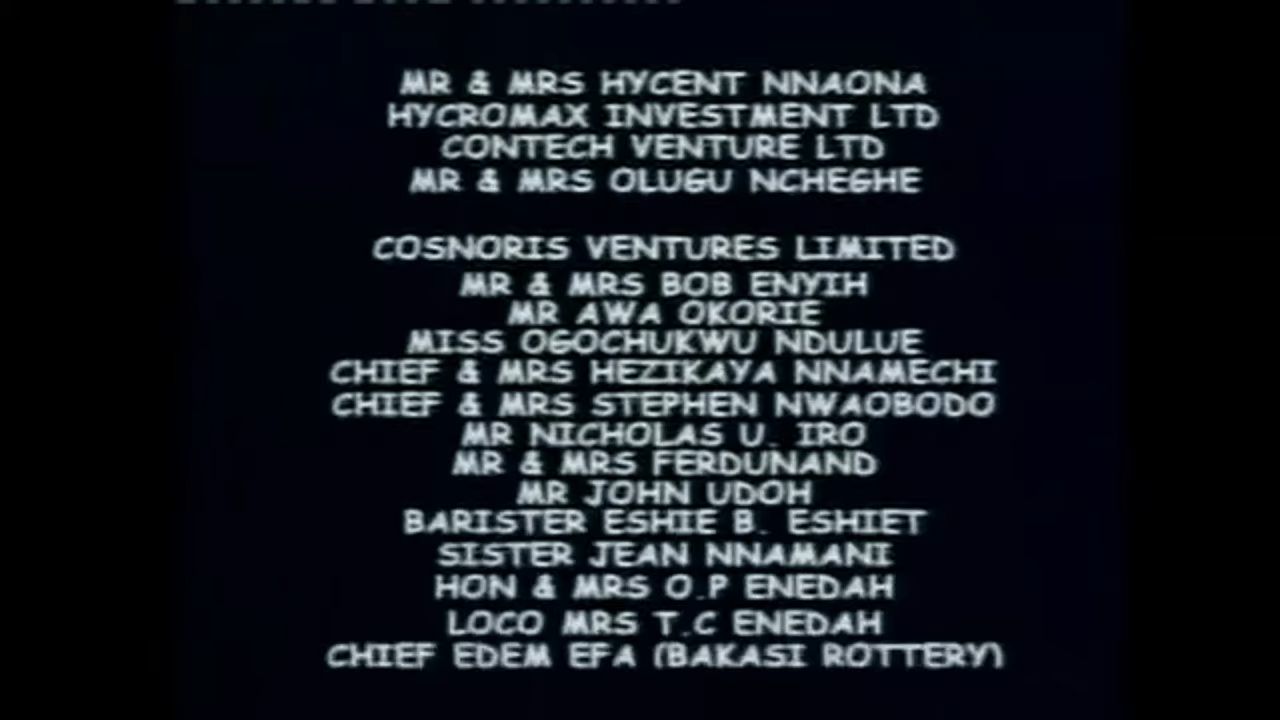 MR & MRS HYCENT NNAONA
HYCROMAX INVESTMENT LTD
CONTECH VENTURE LTD
MR & MRS OLUGU NCHEGHE
COSNORIS VENTURES LIMITED
MR & MRS BOB ENYIH
MR AWA OKORIE
MISS OGOCHUKWU NDULUE
CHIEF & MRS HEZIKAYA NNAMECHI
CHIEF & MRS STEPHEN NWAOBODO
MR NICHOLAS U. IRO
MR & MRS FERDUNAND
MR JOHN UDOH
BARISTER ESHIE B. ESHIET
SISTER JEAN NNAMANI
HON & MRS O.P ENEDAH
LOCO MRS T.C ENEDAH
CHIEF EDEM EFA (BAKASI ROTTERY)